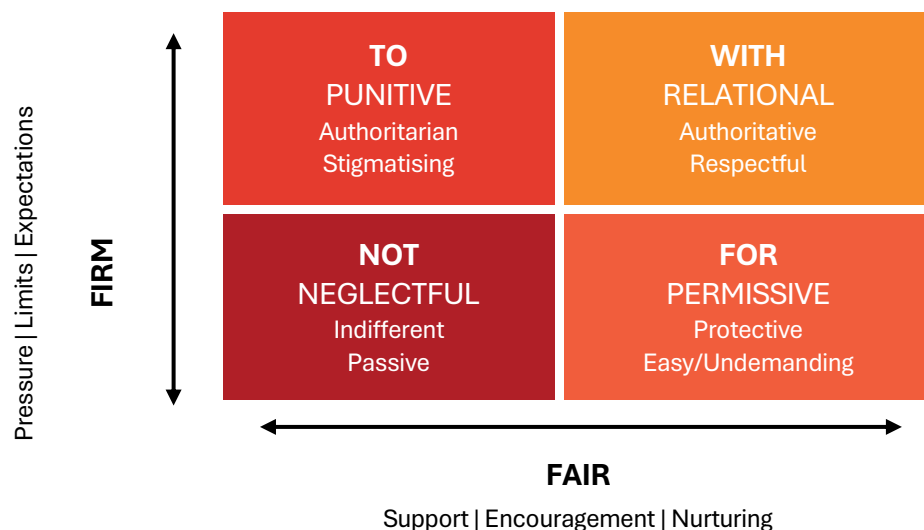 TO
PUNITIVE
Authoritarian
Stigmatising
WITH
RELATIONAL
Authoritative
Respectful
NOT
NEGLECTFUL
Indifferent
Passive
FOR
PERMISSIVE
Protective
Easy/Undemanding
Pressure | Limits | Expectations
FIRM
FAIR
Support | Encouragement | Nurturing